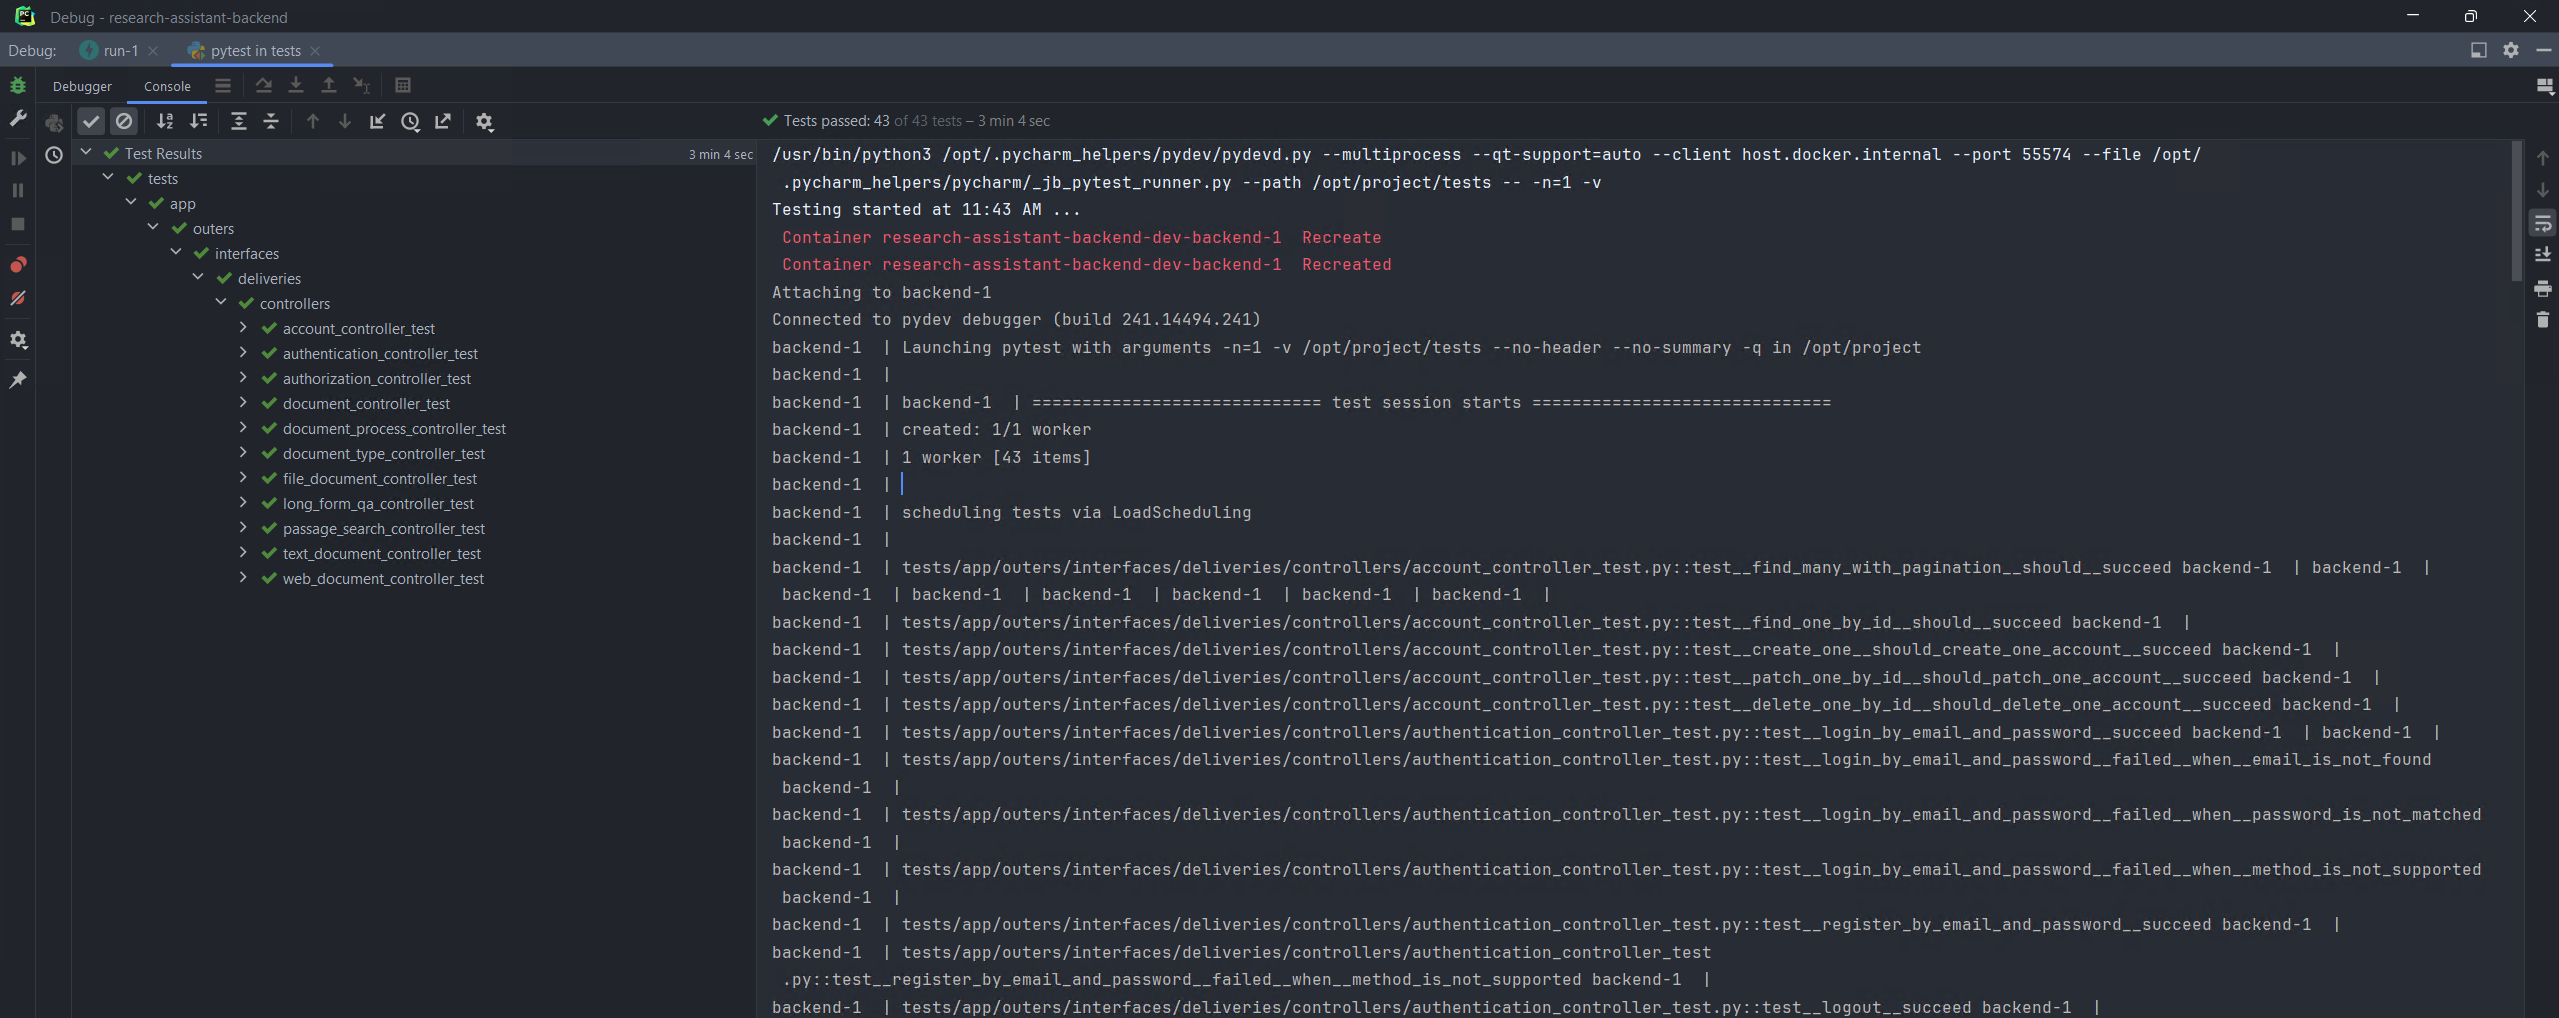 Debug - research-assistant-backend
Debug: run-1 pytest in tests
Debugger Console
Tests passed: 43 of 43 tests – 3 min 4 sec
Test Results 3 min 4 sec
tests
app
outers
interfaces
deliveries
controllers
account_controller_test
authentication_controller_test
authorization_controller_test
document_controller_test
document_process_controller_test
document_type_controller_test
file_document_controller_test
long_form_qa_controller_test
passage_search_controller_test
text_document_controller_test
web_document_controller_test
/usr/bin/python3 /opt/.pycharm_helpers/pydev/pydevd.py --multiprocess --qt-support=auto --client host.docker.internal --port 55574 --file /opt/
.pycharm_helpers/pycharm/_jb_pytest_runner.py --path /opt/project/tests -- -n=1 -v
Testing started at 11:43 AM ...
Container research-assistant-backend-dev-backend-1  Recreate
Container research-assistant-backend-dev-backend-1  Recreated
Attaching to backend-1
Connected to pydev debugger (build 241.14494.241)
backend-1  | Launching pytest with arguments -n=1 -v /opt/project/tests --no-header --no-summary -q in /opt/project
backend-1  |
backend-1  | backend-1  | ============================= test session starts ==============================
backend-1  | created: 1/1 worker
backend-1  | 1 worker [43 items]
backend-1  |
backend-1  | scheduling tests via LoadScheduling
backend-1  |
backend-1  | tests/app/outers/interfaces/deliveries/controllers/account_controller_test.py::test__find_many_with_pagination__should__succeed backend-1  | backend-1  |
backend-1  | backend-1  | backend-1  | backend-1  | backend-1  | backend-1  |
backend-1  | tests/app/outers/interfaces/deliveries/controllers/account_controller_test.py::test__find_one_by_id__should__succeed backend-1  |
backend-1  | tests/app/outers/interfaces/deliveries/controllers/account_controller_test.py::test__create_one__should_create_one_account__succeed backend-1  |
backend-1  | tests/app/outers/interfaces/deliveries/controllers/account_controller_test.py::test__patch_one_by_id__should_patch_one_account__succeed backend-1  |
backend-1  | tests/app/outers/interfaces/deliveries/controllers/account_controller_test.py::test__delete_one_by_id__should_delete_one_account__succeed backend-1  |
backend-1  | tests/app/outers/interfaces/deliveries/controllers/authentication_controller_test.py::test__login_by_email_and_password__succeed backend-1  | backend-1  |
backend-1  | tests/app/outers/interfaces/deliveries/controllers/authentication_controller_test.py::test__login_by_email_and_password__failed__when__email_is_not_found
backend-1  |
backend-1  | tests/app/outers/interfaces/deliveries/controllers/authentication_controller_test.py::test__login_by_email_and_password__failed__when__password_is_not_matched
backend-1  |
backend-1  | tests/app/outers/interfaces/deliveries/controllers/authentication_controller_test.py::test__login_by_email_and_password__failed__when__method_is_not_supported
backend-1  |
backend-1  | tests/app/outers/interfaces/deliveries/controllers/authentication_controller_test.py::test__register_by_email_and_password__succeed backend-1  |
backend-1  | tests/app/outers/interfaces/deliveries/controllers/authentication_controller_test
.py::test__register_by_email_and_password__failed__when__method_is_not_supported backend-1  |
backend-1  | tests/app/outers/interfaces/deliveries/controllers/authentication_controller_test.py::test__logout__succeed backend-1  |